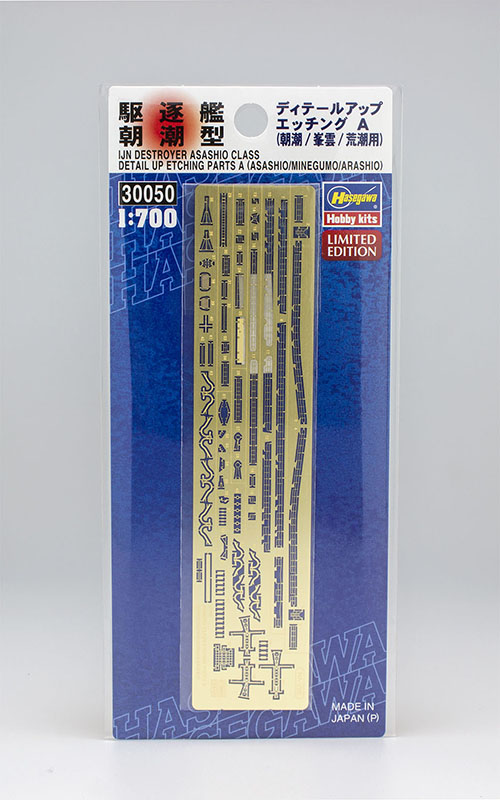 駆逐艦
朝潮型
ディテールアップ
エッチング A
(朝潮/峯雲/荒潮用)
IJN DESTROYER ASASHIO CLASS
DETAIL UP ETCHING PARTS A (ASASHIO/MINEGUMO/ARASHIO)
30050
1:700
Hasegawa
Hobby kits
LIMITED
EDITION
HASEGAWA
HASEGAWA
MADE IN
JAPAN (P)